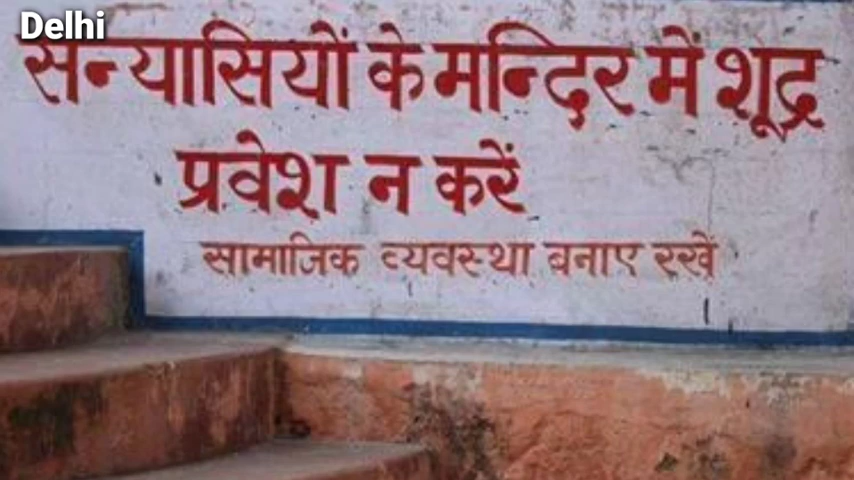 Delhi
सन्यासियों के मन्दिर में शूद्र
प्रवेश न करें
सामाजिक व्यवस्था बनाए रखें